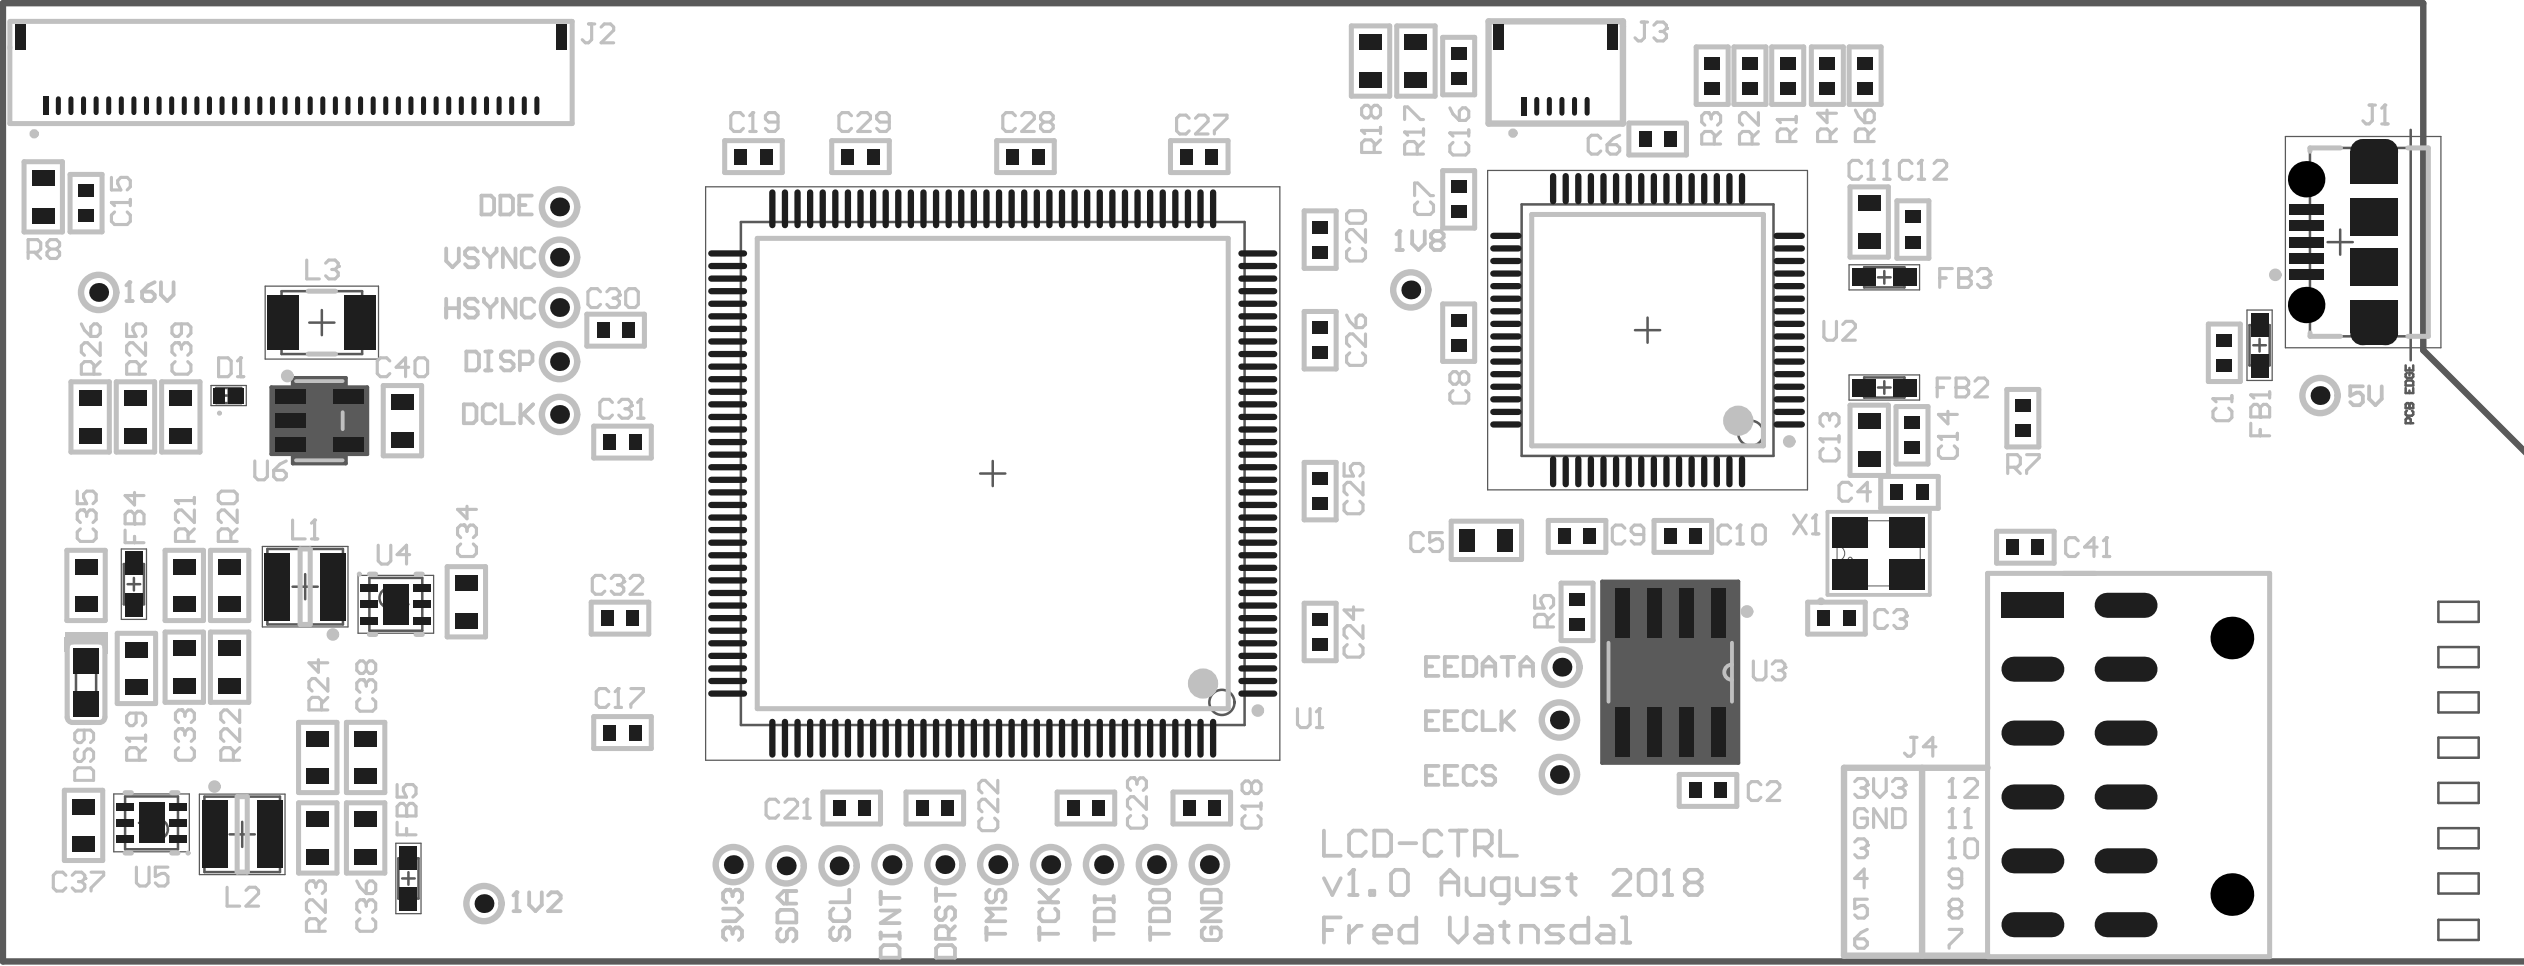 J2
J3
J1
C19
C29
C28
C27
R18
R17
C16
C6
R3
R2
R1
R4
R6
R8
C15
DDE
VSYNC
HSYNC
DISP
DCLK
16V
L3
C30
C31
C20
C26
C7
1V8
C8
C11
C12
FB3
U2
FB2
C13
C14
C4
R7
C1
FB1
5V
PCB EDGE
R26
R25
C39
D1
C40
U6
C35
FB4
R21
R20
L1
U4
C34
C32
C17
C25
C24
U1
C5
C9
C10
X1
C41
C3
R5
EEDATA
EECLK
EECS
U3
C2
DS9
R19
C33
R22
R24
C38
C37
U5
L2
R23
C36
FB5
1V2
C21
C22
C23
C18
3V3
SDA
SCL
DINT
DRST
TMS
TCK
TDI
TDO
GND
LCD-CTRL
v1.0 August 2018
Fred Vatnsdal
J4
3V3 12
GND 11
3 10
4 9
5 8
6 7